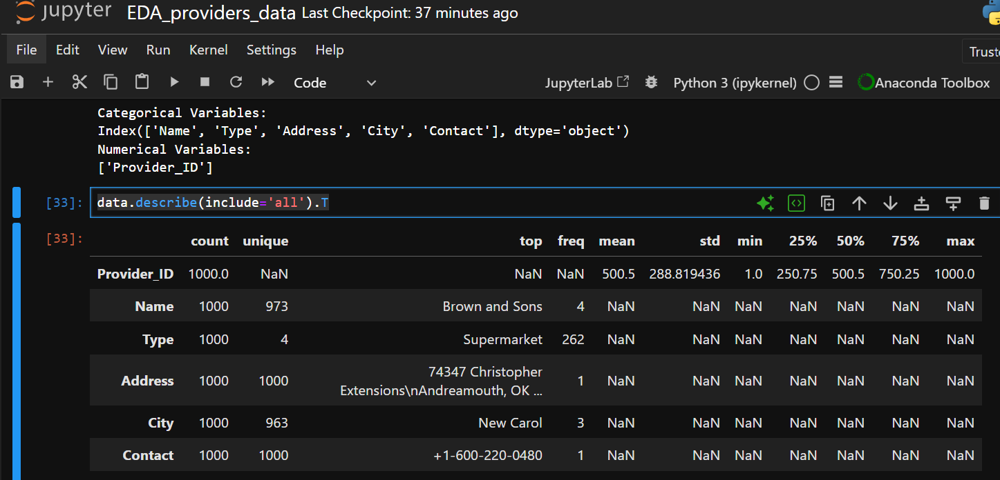 jupyter EDA_providers_data Last Checkpoint: 37 minutes ago
File Edit View Run Kernel Settings Help
Code JupyterLab Python 3 (ipykernel) Anaconda Toolbox
Categorical Variables:
Index(['Name', 'Type', 'Address', 'City', 'Contact'], dtype='object')
Numerical Variables:
['Provider_ID']
[33]: data.describe(include='all').T
[33]:
count unique top freq mean std min 25% 50% 75% max
Provider_ID 1000.0 NaN NaN NaN 500.5 288.819436 1.0 250.75 500.5 750.25 1000.0
Name 1000 973 Brown and Sons 4 NaN NaN NaN NaN NaN NaN NaN
Type 1000 4 Supermarket 262 NaN NaN NaN NaN NaN NaN NaN
Address 1000 1000 74347 Christopher
Extensions\nAndreamouth, OK ... 1 NaN NaN NaN NaN NaN NaN NaN
City 1000 963 New Carol 3 NaN NaN NaN NaN NaN NaN NaN
Contact 1000 1000 +1-600-220-0480 1 NaN NaN NaN NaN NaN NaN NaN